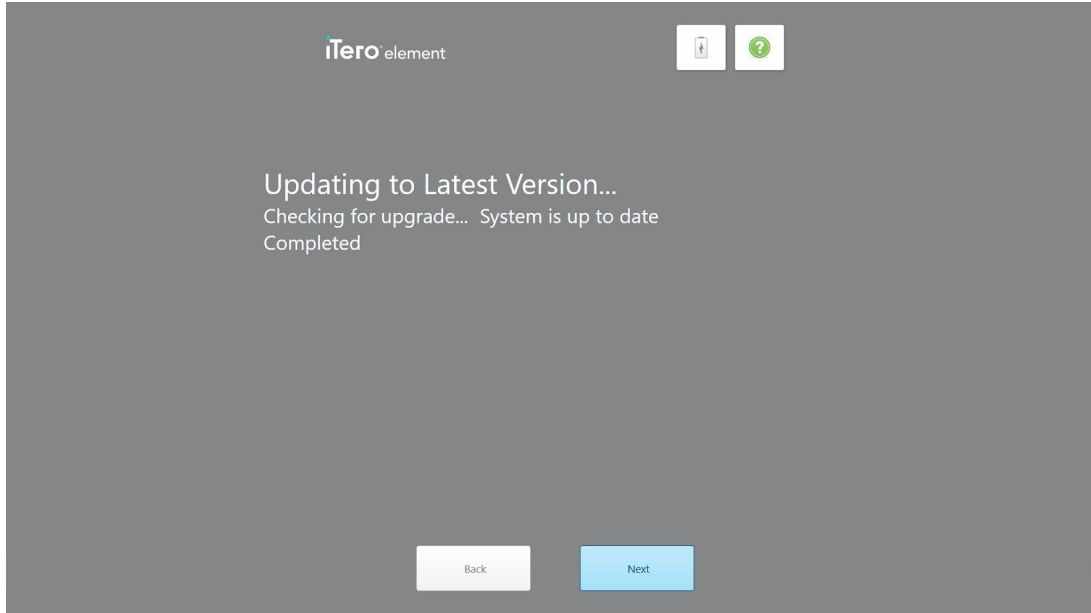 iTero element
?
Updating to Latest Version...
Checking for upgrade... System is up to date
Completed
Back
Next